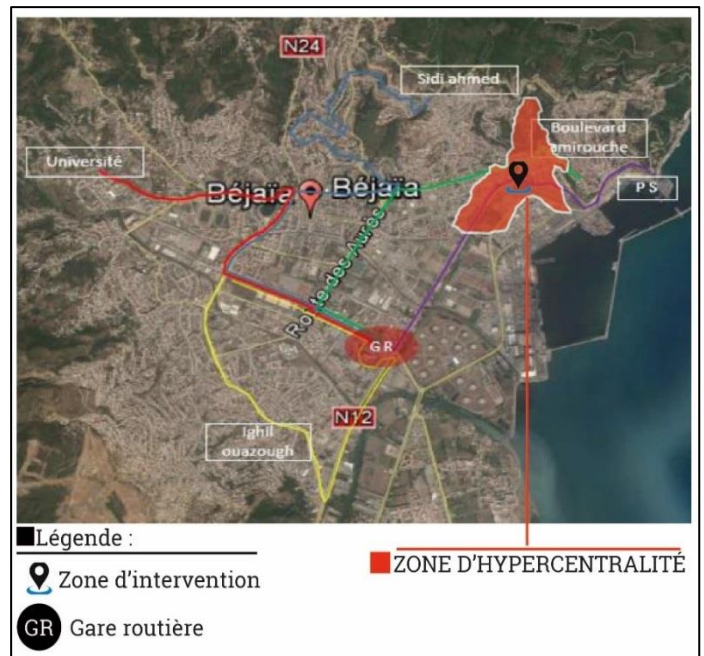 N24
Sidi ahmed
Boulevard
amirouche
Université
Béjaïa
Béjaïa
PS
Route des Aures
GR
N12
Ighil
ouazough
Légende :
ZONE D'HYPERCENTRALITÉ
Zone d'intervention
GR
Gare routière